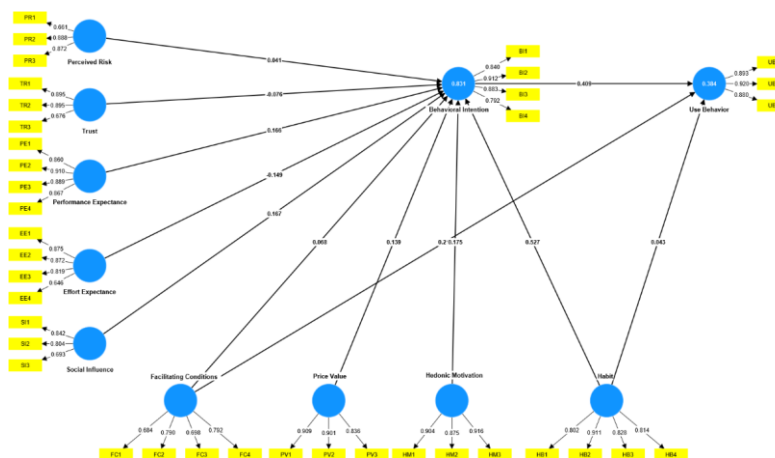 PR1
0.861
PR2
0.888
PR3
0.872
Perceived Risk
TR1
0.895
TR2
0.895
TR3
0.676
Trust
PE1
0.860
PE2
0.910
PE3
0.889
PE4
0.867
Performance Expectance
EE1
0.875
EE2
0.872
EE3
0.819
EE4
0.646
Effort Expectance
SI1
0.842
SI2
0.804
SI3
0.693
Social Influence
0.041
-0.076
0.166
-0.149
0.167
0.068
0.139
0.175
0.527
0.043
0.403
0.831
Behavioral Intention
BI1
0.840
BI2
0.912
BI3
0.883
BI4
0.792
0.384
Use Behavior
0.893
0.920
0.880
Facilitating Conditions
0.684
0.790
0.698
0.702
FC1
FC2
FC3
FC4
Price Value
0.909
0.901
0.836
PV1
PV2
PV3
Hedonic Motivation
0.904
0.875
0.916
HM1
HM2
HM3
Habit
0.802
0.911
0.828
0.814
HB1
HB2
HB3
HB4